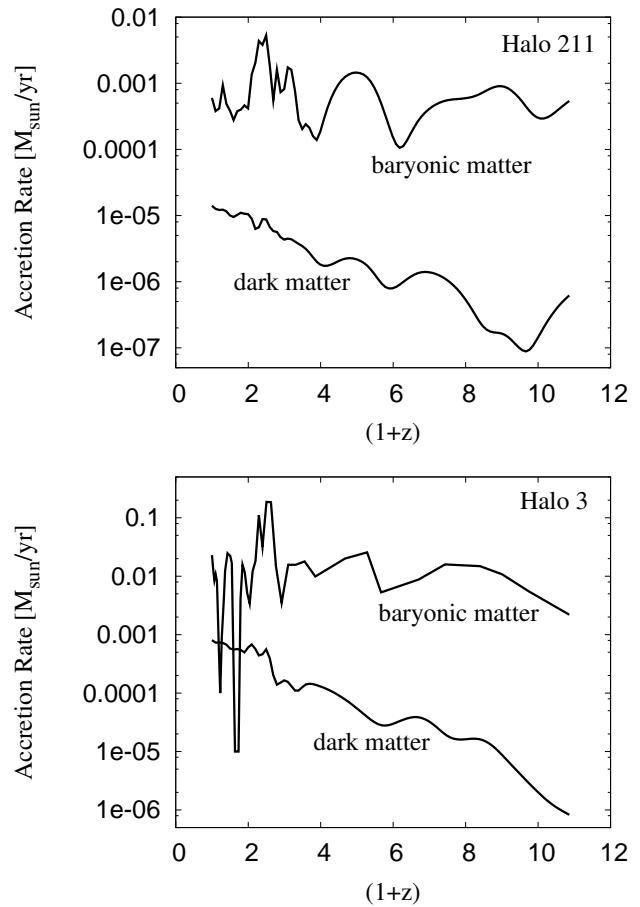 Halo 211
Accretion Rate [M_sun/yr]
0.01
0.001
0.0001
1e-05
1e-06
1e-07
baryonic matter
dark matter
0 2 4 6 8 10 12
(1+z)
Halo 3
Accretion Rate [M_sun/yr]
0.1
0.01
0.001
0.0001
1e-05
1e-06
baryonic matter
dark matter
0 2 4 6 8 10 12
(1+z)